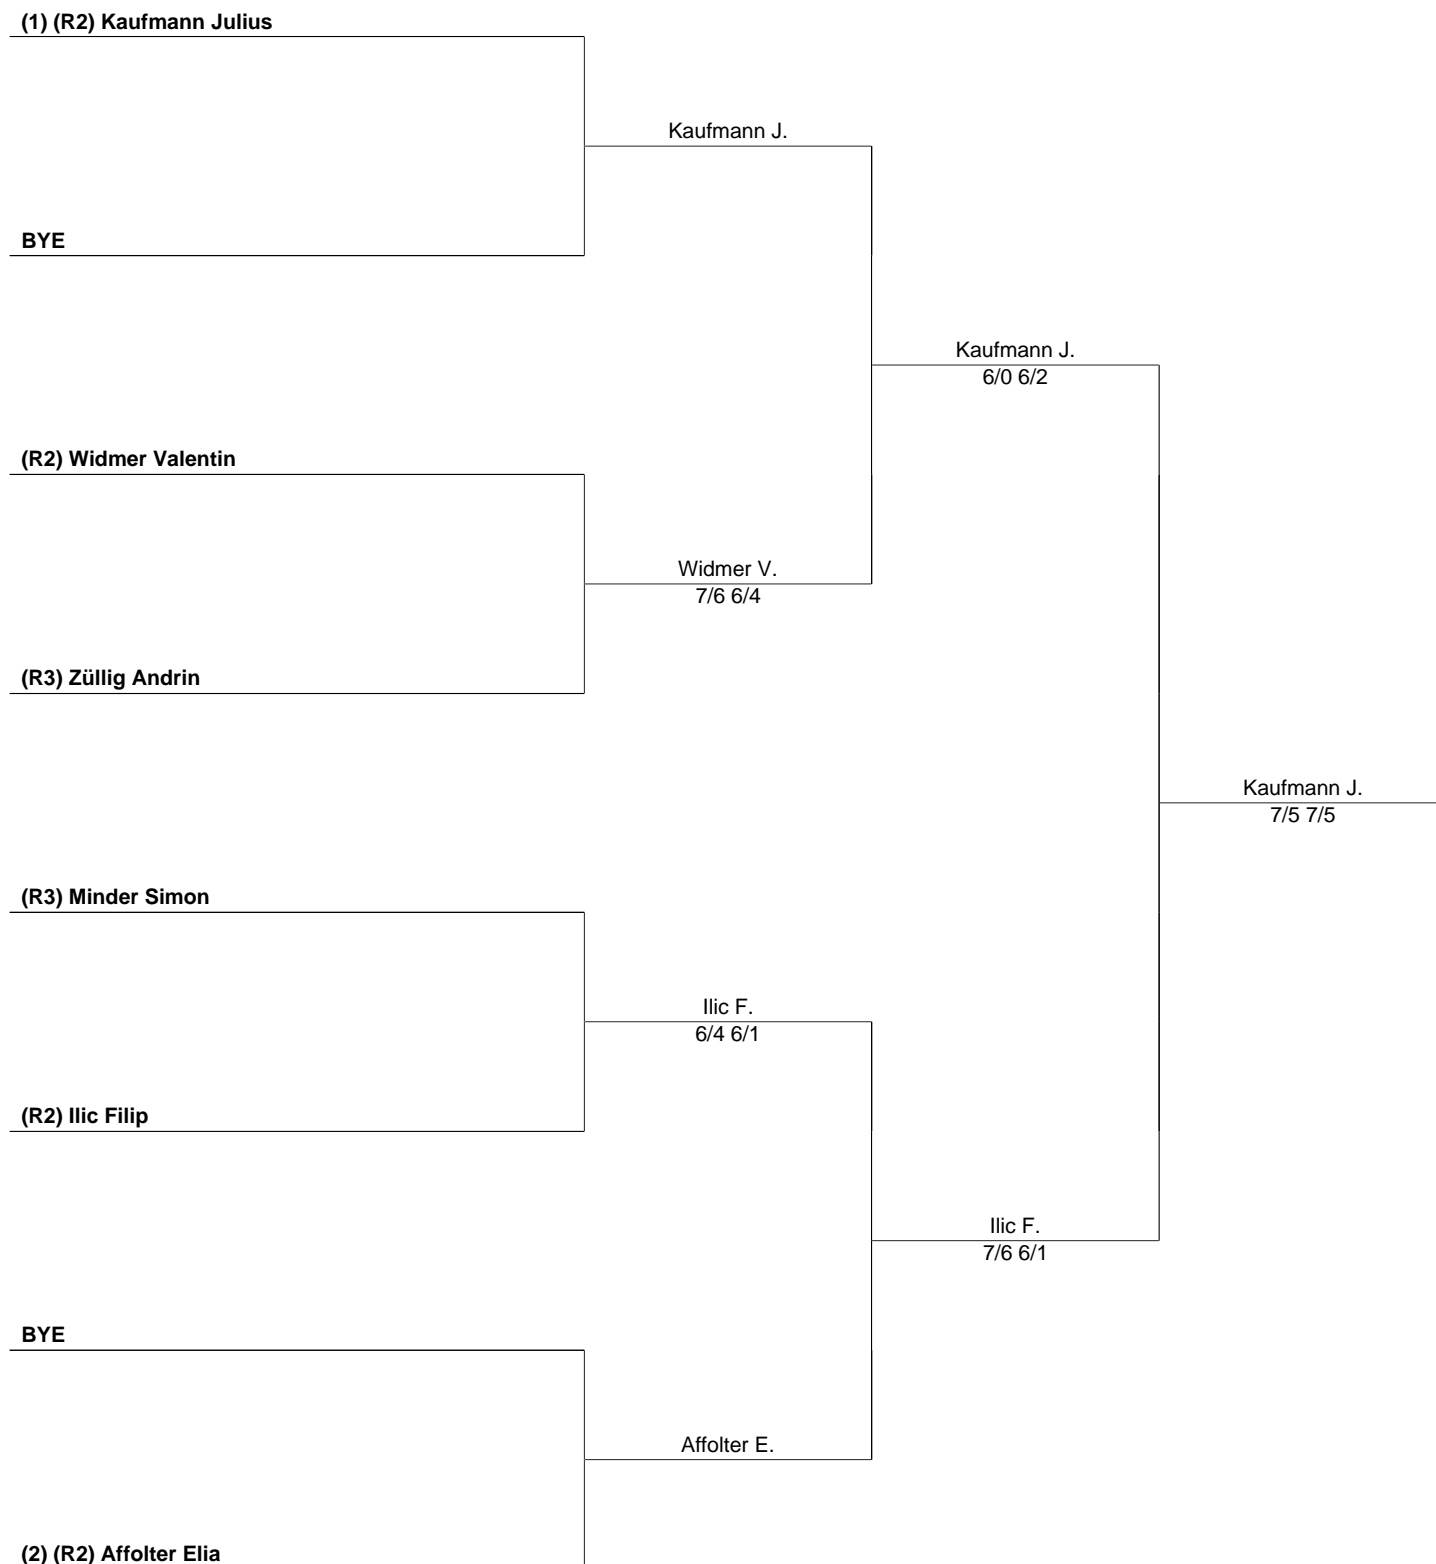 (1) (R2) Kaufmann Julius
Kaufmann J.
BYE
Kaufmann J.
6/0 6/2
(R2) Widmer Valentin
Widmer V.
7/6 6/4
(R3) Züllig Andrin
Kaufmann J.
7/5 7/5
(R3) Minder Simon
Ilic F.
6/4 6/1
(R2) Ilic Filip
Ilic F.
7/6 6/1
BYE
Affolter E.
(2) (R2) Affolter Elia